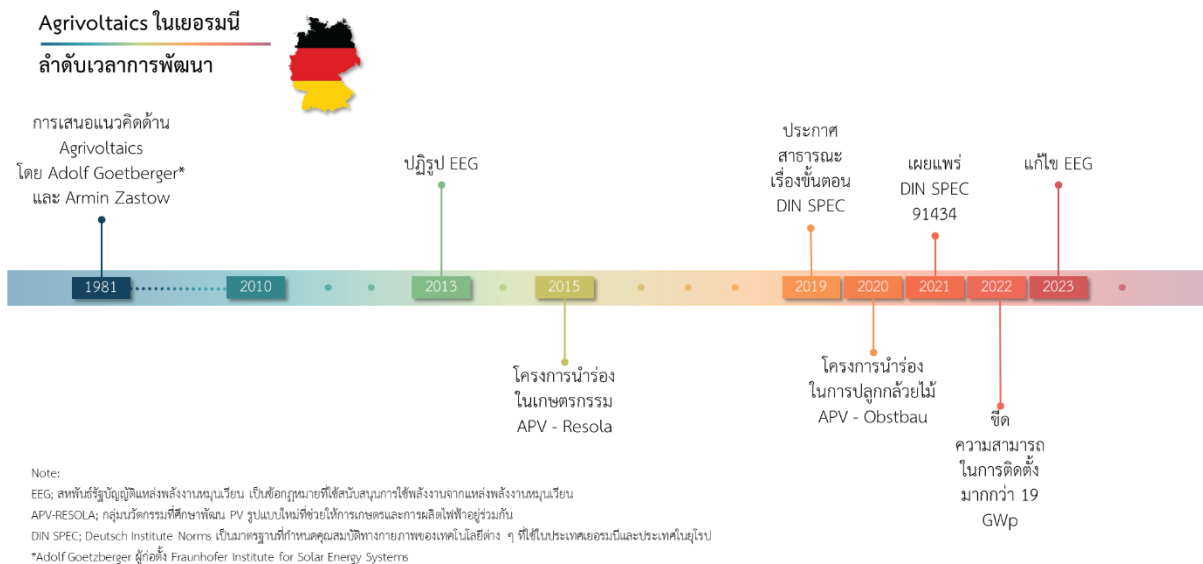 Agrivoltaics ในเยอรมนี
ลำดับเวลาการพัฒนา
การเสนอแนวคิดด้าน
Agrivoltaics
โดย Adolf Goetberger*
และ Armin Zastow
ปฏิรูป EEG
ประกาศ
สาธารณะ
เรื่องขั้นตอน
DIN SPEC
เผยแพร่
DIN SPEC
91434
แก้ไข EEG
1981
2010
2013
2015
2019
2020
2021
2022
2023
โครงการนำร่อง
ในเกษตรกรรม
APV - Resola
โครงการนำร่อง
ในการปลูกกล้วยไม้
APV - Obstbau
ขีด
ความสามารถ
ในการติดตั้ง
มากกว่า 19
GWp
Note:
EEG; สหพันธ์รัฐบัญญัติแหล่งพลังงานหมุนเวียน เป็นข้อกฎหมายที่ใช้สนับสนุนการใช้พลังงานจากแหล่งพลังงานหมุนเวียน
APV-RESOLA; กลุ่มนวัตกรรมที่ศึกษาพัฒน PV รูปแบบใหม่ที่ช่วยให้การเกษตรและการผลิตไฟฟ้าอยู่ร่วมกัน
DIN SPEC; Deutsch Institute Norms เป็นมาตรฐานที่กำหนดคุณสมบัติทางกายภาพของเทคโนโลยีต่าง ๆ ที่ใช้ในประเทศเยอรมนีและประเทศในยุโรป
*Adolf Goetzberger ผู้ก่อตั้ง Fraunhofer Institute for Solar Energy Systems